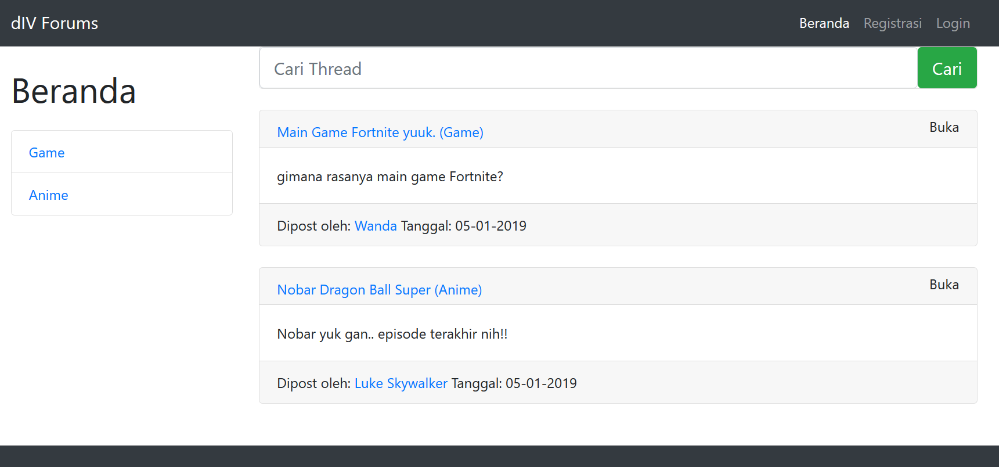 dIV Forums
Beranda Registrasi Login
Cari Thread
Cari
Beranda
Game
Anime
Main Game Fortnite yuuk. (Game)
Buka
gimana rasanya main game Fortnite?
Dipost oleh: Wanda Tanggal: 05-01-2019
Nobar Dragon Ball Super (Anime)
Buka
Nobar yuk gan.. episode terakhir nih!!
Dipost oleh: Luke Skywalker Tanggal: 05-01-2019